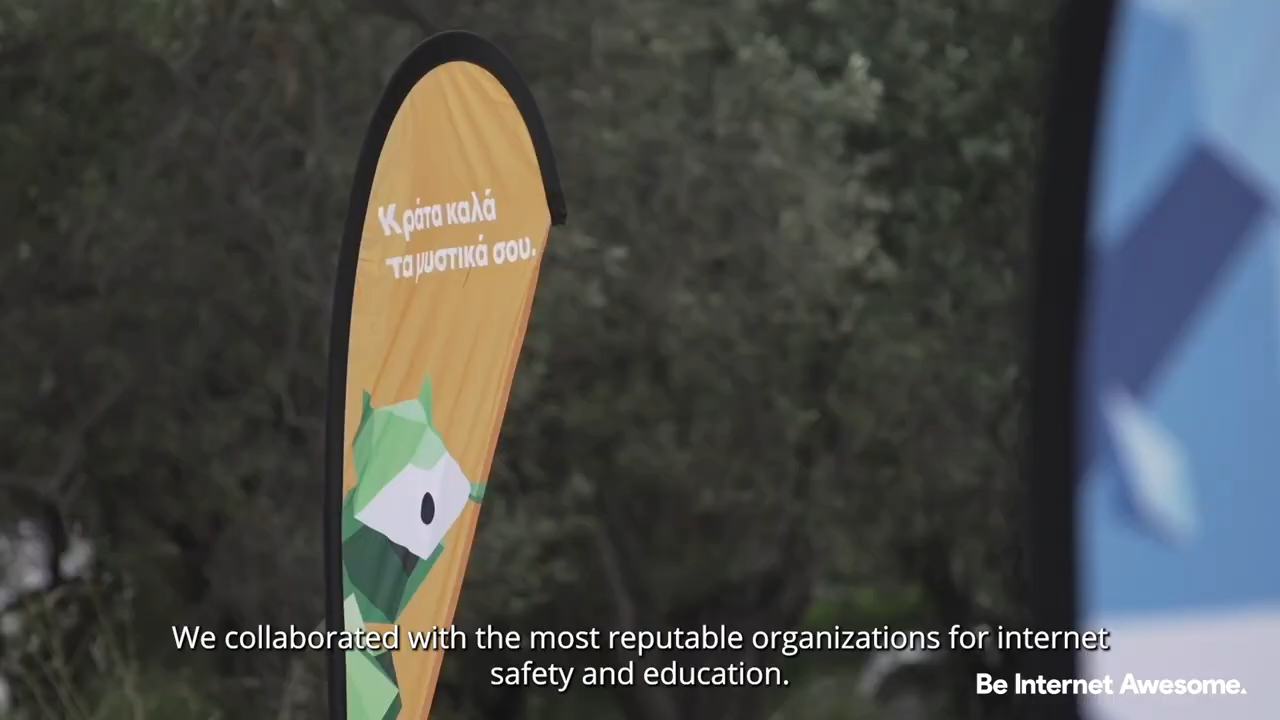 Κράτα καλά
τα μυστικά σου.
We collaborated with the most reputable organizations for internet
safety and education.
Be Internet Awesome.